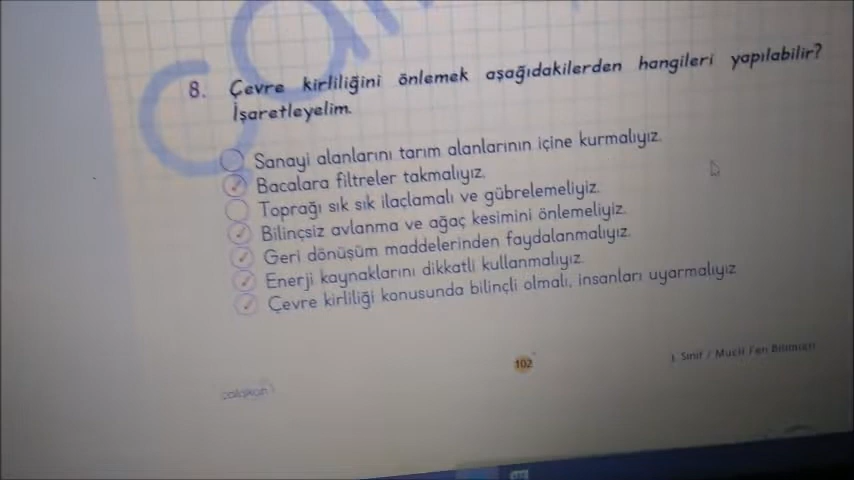 8. Çevre kirliliğini önlemek aşağıdakilerden hangileri yapılabilir?
İşaretleyelim.
Sanayi alanlarını tarım alanlarının içine kurmalıyız.
Bacalara filtreler takmalıyız.
Toprağı sık sık ilaçlamalı ve gübrelemeliyiz.
Bilinçsiz avlanma ve ağaç kesimini önlemeliyiz.
Geri dönüşüm maddelerinden faydalanmalıyız.
Enerji kaynaklarını dikkatli kullanmalıyız.
Çevre kirliliği konusunda bilinçli olmalı, insanları uyarmalıyız
102
Sınıf / Mucit Fen Bilimleri
çalışkan